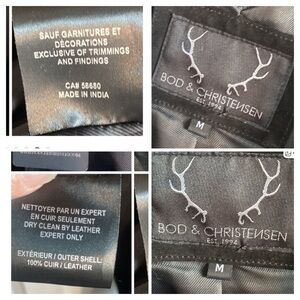 SAUF GARNITURES ET
DÉCORATIONS
EXCLUSIVE OF TRIMMINGS
AND FINDINGS
CA# 58680
MADE IN INDIA
BOD & CHRISTENSEN
EST. 1994
M
NETTOYER PAR UN EXPERT
EN CUIR SEULEMENT
DRY CLEAN BY LEATHER
EXPERT ONLY
EXTÉRIEUR / OUTER SHELL:
100% CUIR / LEATHER
BOD & CHRISTENSEN
EST. 1994
M